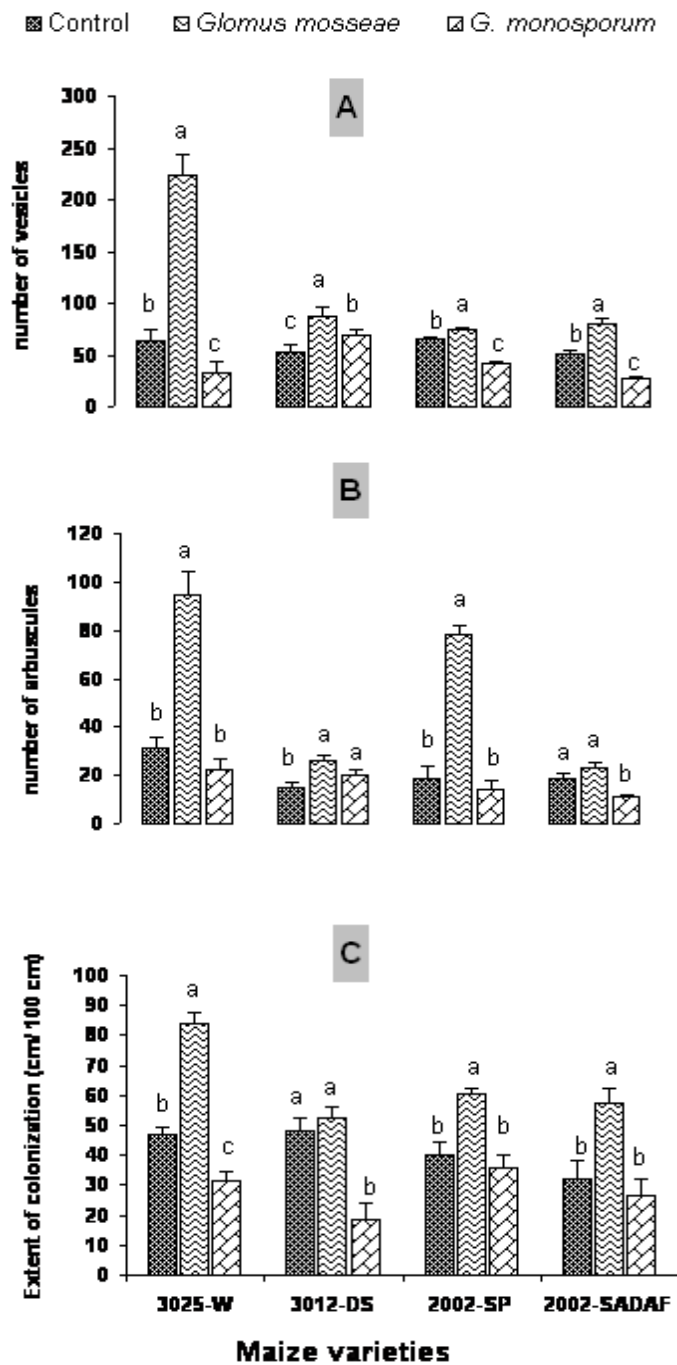 Control Glomus mosseae G. monosporum
A
number of vesicles
300
250
200
150
100
50
0
b a c
c a b
b a c
b a c
B
number of arbuscules
120
100
80
60
40
20
0
b a b
b a a
b a b
a a b
C
Extent of colonization (cm/100 cm)
100
90
80
70
60
50
40
30
20
10
0
b a c
a a b
b a b
b a b
3025-W 3012-DS 2002-SP 2002-SADAF
Maize varieties